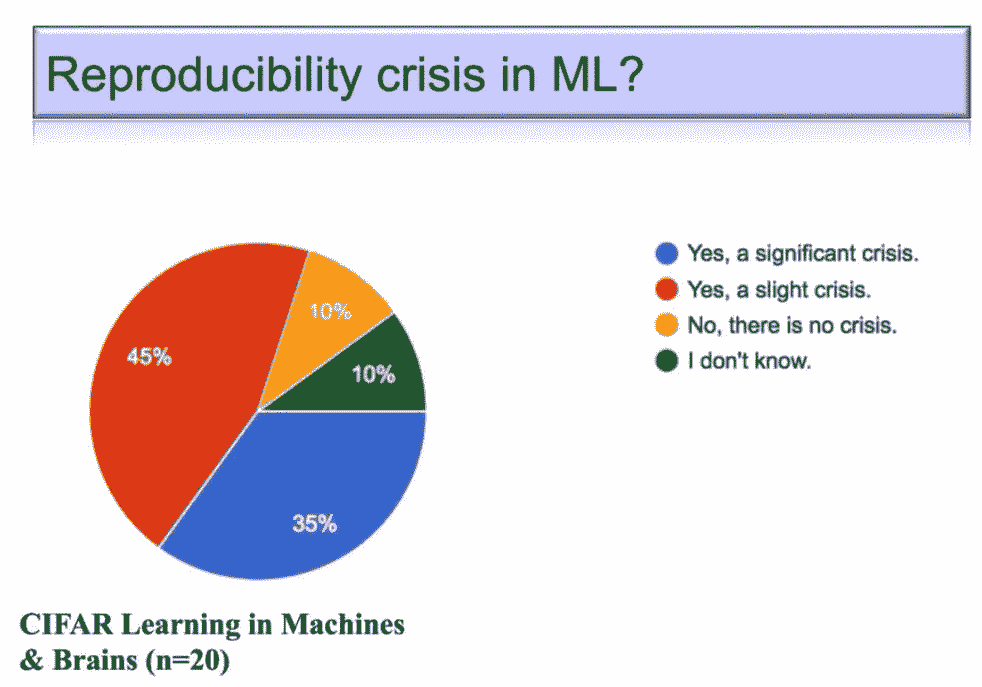 Reproducibility crisis in ML?
Yes, a significant crisis.
Yes, a slight crisis.
No, there is no crisis.
I don't know.
10%
45%
10%
35%
CIFAR Learning in Machines
& Brains (n=20)